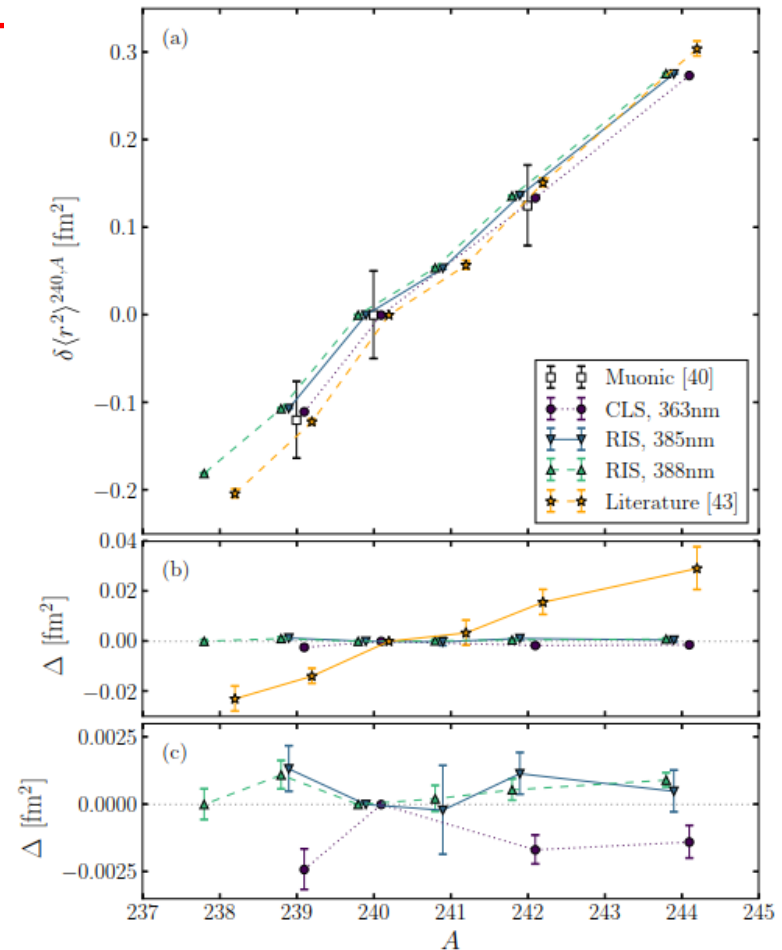 (a)
0.3
0.2
0.1
0.0
−0.1
−0.2
δ⟨r²⟩²⁴⁰,ᴬ [fm²]
Muonic [40]
CLS, 363nm
RIS, 385nm
RIS, 388nm
Literature [43]
(b)
0.04
0.02
0.00
−0.02
Δ [fm²]
(c)
0.0025
0.0000
−0.0025
Δ [fm²]
237 238 239 240 241 242 243 244 245
A